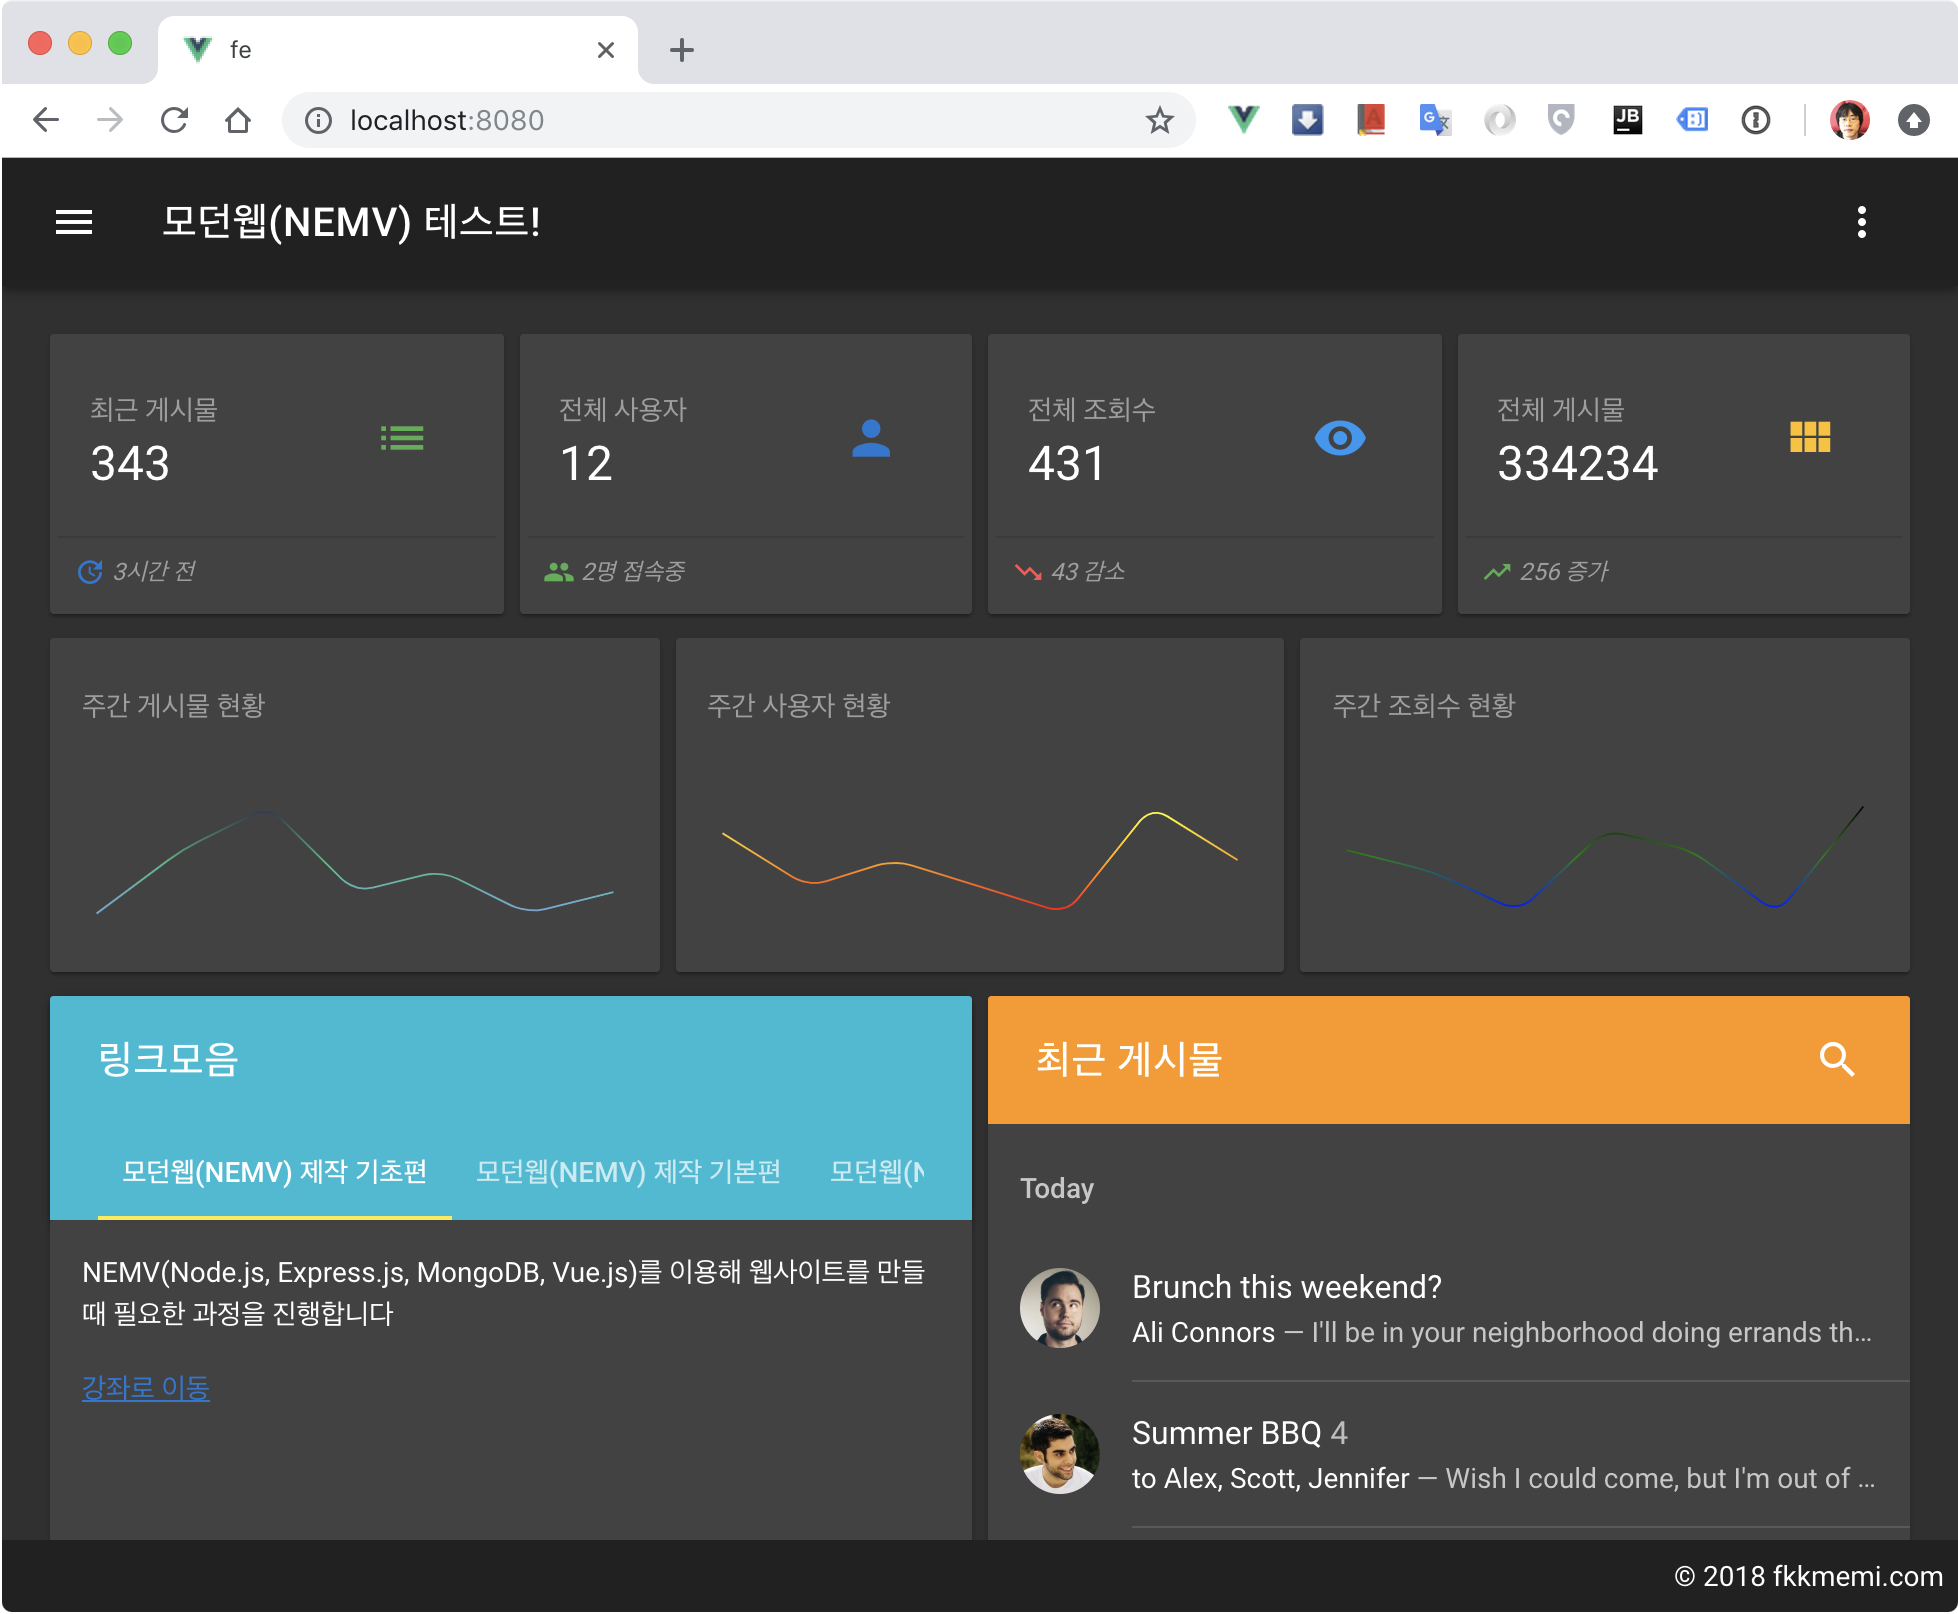 fe
localhost:8080
JB
모던웹(NEMV) 테스트!
최근 게시물
343
3시간 전
전체 사용자
12
2명 접속중
전체 조회수
431
43 감소
전체 게시물
334234
256 증가
주간 게시물 현황
주간 사용자 현황
주간 조회수 현황
링크모음
모던웹(NEMV) 제작 기초편
모던웹(NEMV) 제작 기본편
모던웹(N
NEMV(Node.js, Express.js, MongoDB, Vue.js)를 이용해 웹사이트를 만들
때 필요한 과정을 진행합니다
강좌로 이동
최근 게시물
Today
Brunch this weekend?
Ali Connors — I'll be in your neighborhood doing errands th...
Summer BBQ 4
to Alex, Scott, Jennifer — Wish I could come, but I'm out of ...
© 2018 fkkmemi.com